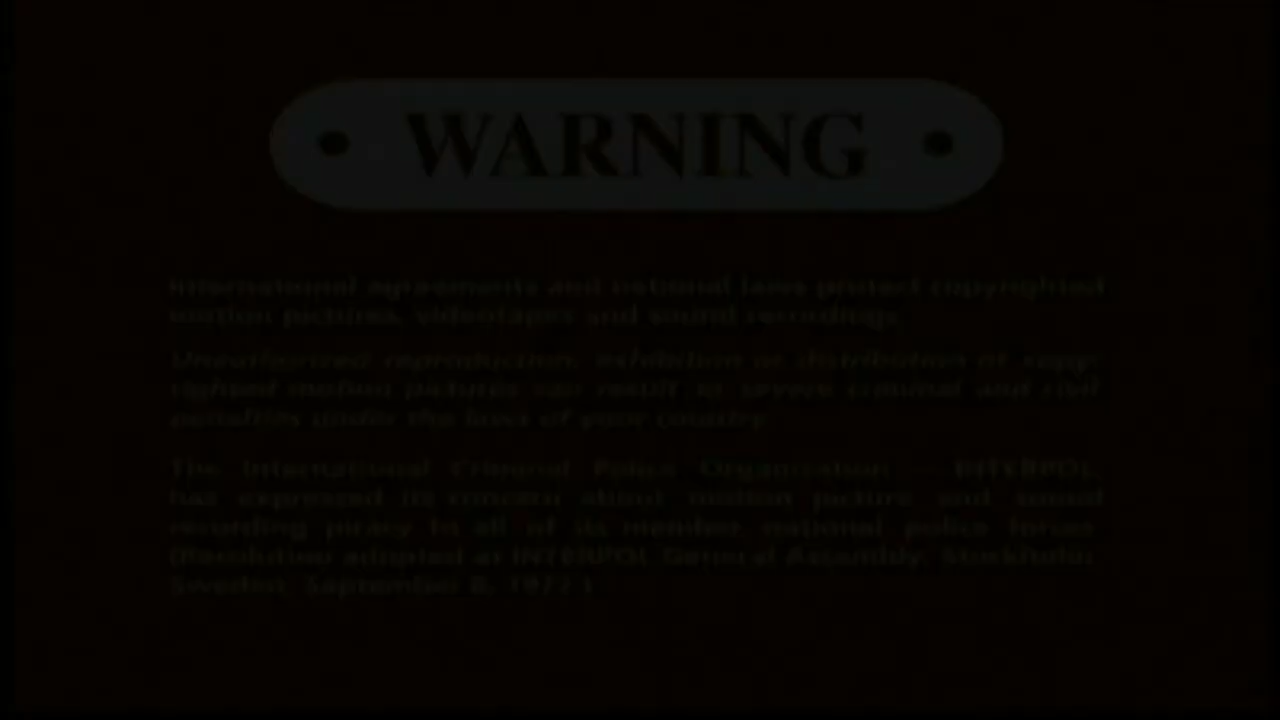 WARNING
International agreements and national laws protect copyrighted
motion pictures, videotapes and sound recordings.
Unauthorized reproduction, exhibition or distribution of copy-
righted motion pictures can result in severe criminal and civil
penalties under the laws of your country.
The International Criminal Police Organization — INTERPOL,
has expressed its concern about motion picture and sound
recording piracy to all of its member national police forces.
(Resolution adopted at INTERPOL General Assembly, Stockholm,
Sweden, September 8, 1977.)